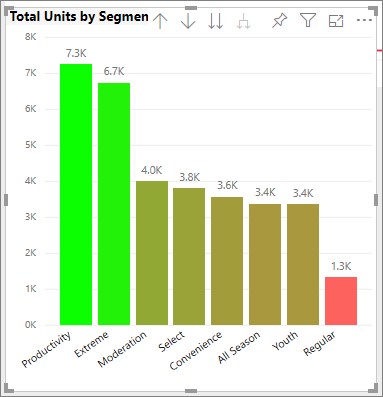 Total Units by Segmen
8K
7K
6K
5K
4K
3K
2K
1K
0K
7.3K
6.7K
4.0K
3.8K
3.6K
3.4K
3.4K
1.3K
Productivity
Extreme
Moderation
Select
Convenience
All Season
Youth
Regular